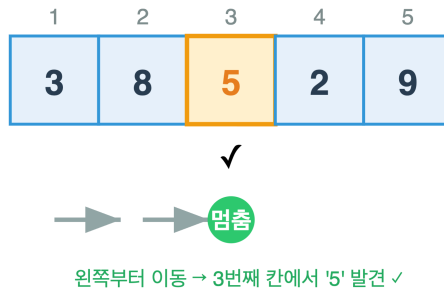 1 2 3 4 5
3 8 5 2 9
✓
멈춤
왼쪽부터 이동 → 3번째 칸에서 '5' 발견 ✓